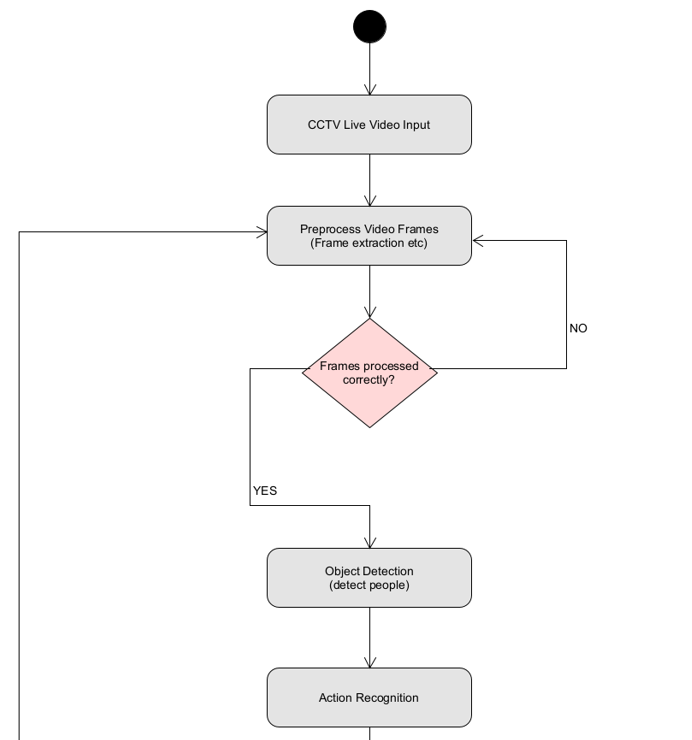 CCTV Live Video Input
Preprocess Video Frames
(Frame extraction etc)
NO
Frames processed
correctly?
YES
Object Detection
(detect people)
Action Recognition